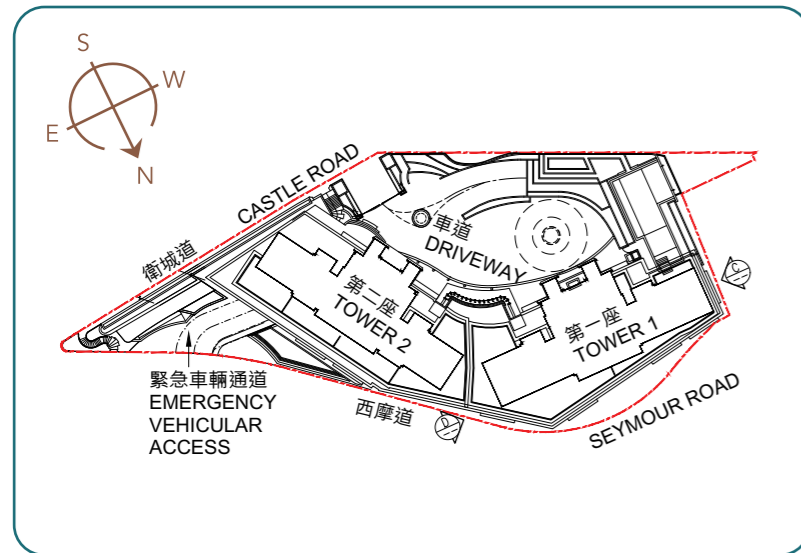 S
W
E
N
CASTLE ROAD
衛城道
車道
DRIVEWAY
第二座
TOWER 2
第一座
TOWER 1
C
緊急車輛通道
EMERGENCY
VEHICULAR
ACCESS
西摩道
D
SEYMOUR ROAD